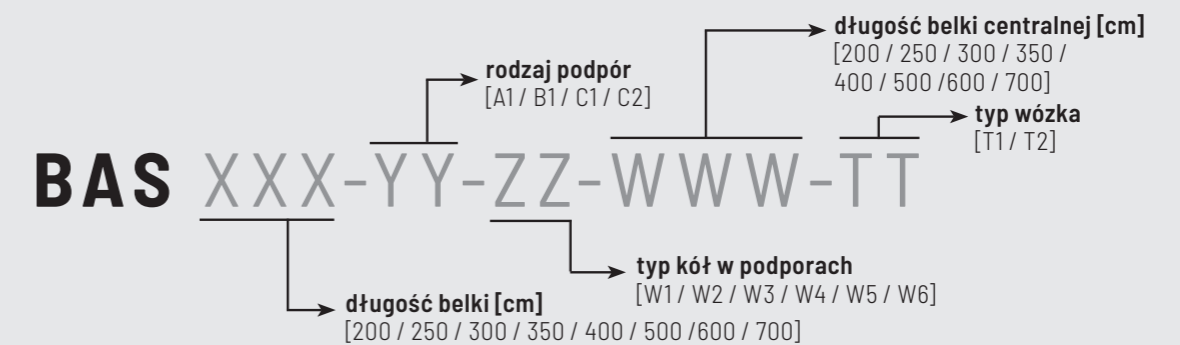 długość belki centralnej [cm]
[200 / 250 / 300 / 350 /
400 / 500 /600 / 700]
rodzaj podpór
[A1 / B1 / C1 / C2]
typ wózka
[T1 / T2]
BAS XXX-YY-ZZ-WWW-TT
typ kół w podporach
[W1 / W2 / W3 / W4 / W5 / W6]
długość belki [cm]
[200 / 250 / 300 / 350 / 400 / 500 /600 / 700]